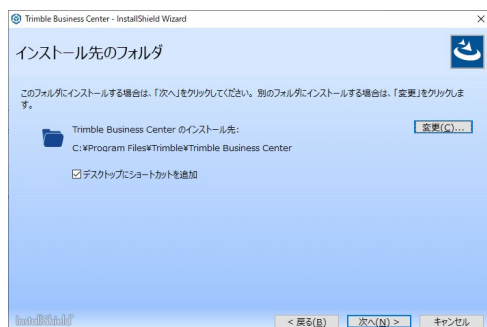 Trimble Business Center - InstallShield Wizard
インストール先のフォルダ
このフォルダにインストールする場合は、「次へ」をクリックしてください。別のフォルダにインストールする場合は、「変更」をクリックしま
す。
Trimble Business Center のインストール先:
変更(C)...
C:¥Program Files¥Trimble¥Trimble Business Center
デスクトップにショートカットを追加
InstallShield
< 戻る(B) 次へ(N) > キャンセル